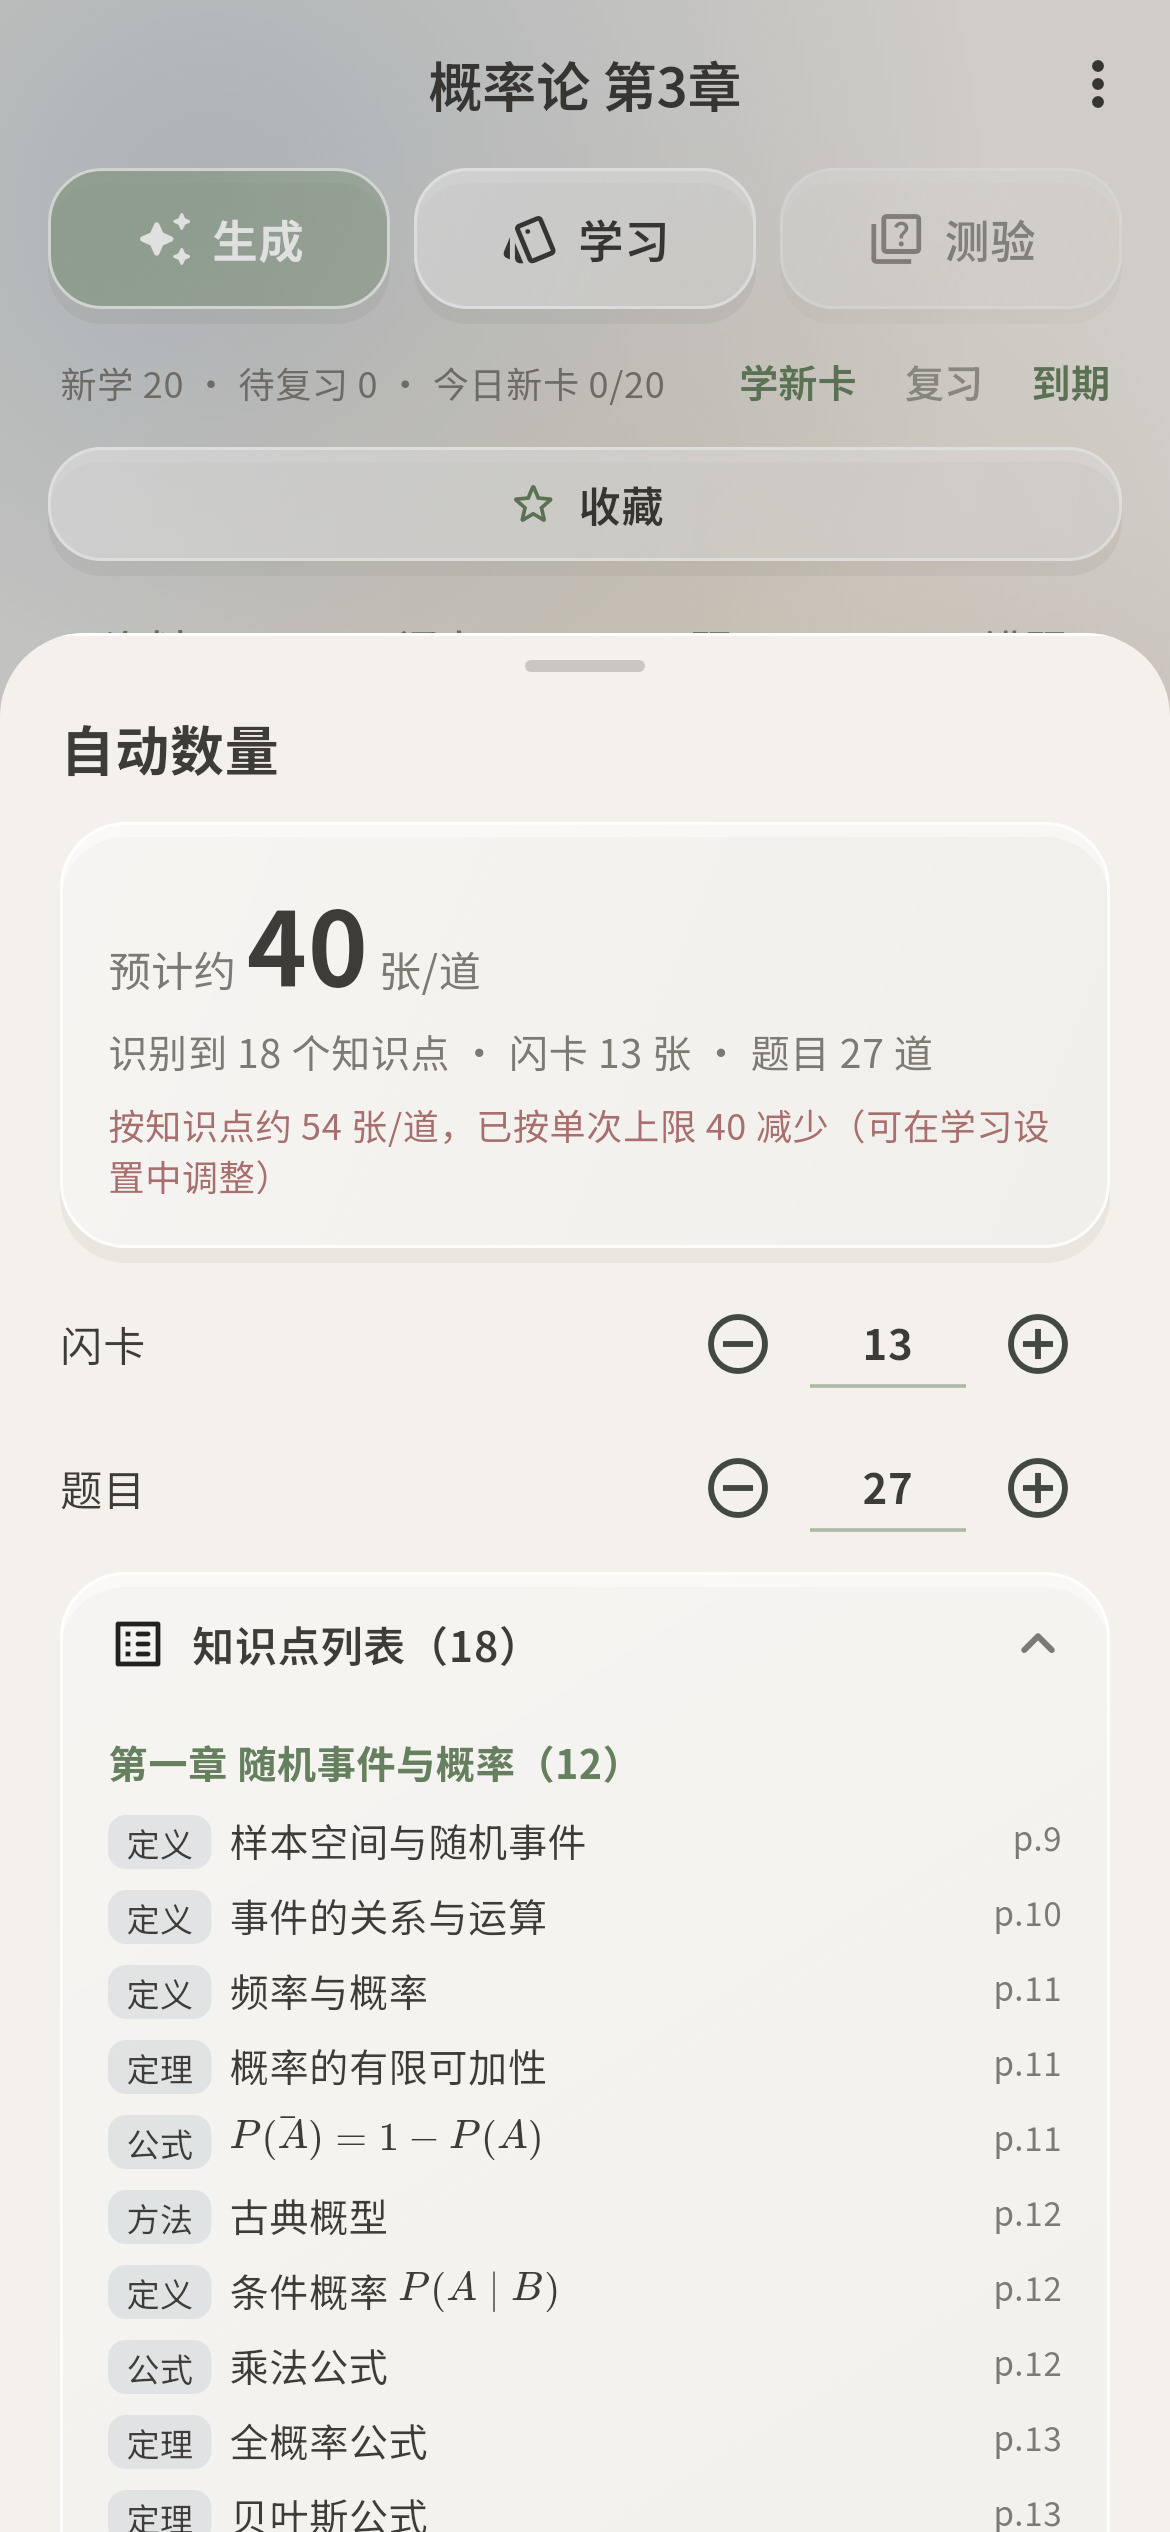 概率论 第3章
生成
学习
测验
新学 20 · 待复习 0 · 今日新卡 0/20
学新卡
复习
到期
收藏
自动数量
预计约 40 张/道
识别到 18 个知识点 · 闪卡 13 张 · 题目 27 道
按知识点约 54 张/道，已按单次上限 40 减少（可在学习设
置中调整）
闪卡
13
题目
27
知识点列表（18）
第一章 随机事件与概率（12）
定义 样本空间与随机事件 p.9
定义 事件的关系与运算 p.10
定义 频率与概率 p.11
定理 概率的有限可加性 p.11
公式 P(Ā) = 1 − P(A) p.11
方法 古典概型 p.12
定义 条件概率 P(A | B) p.12
公式 乘法公式 p.12
定理 全概率公式 p.13
定理 贝叶斯公式 p.13